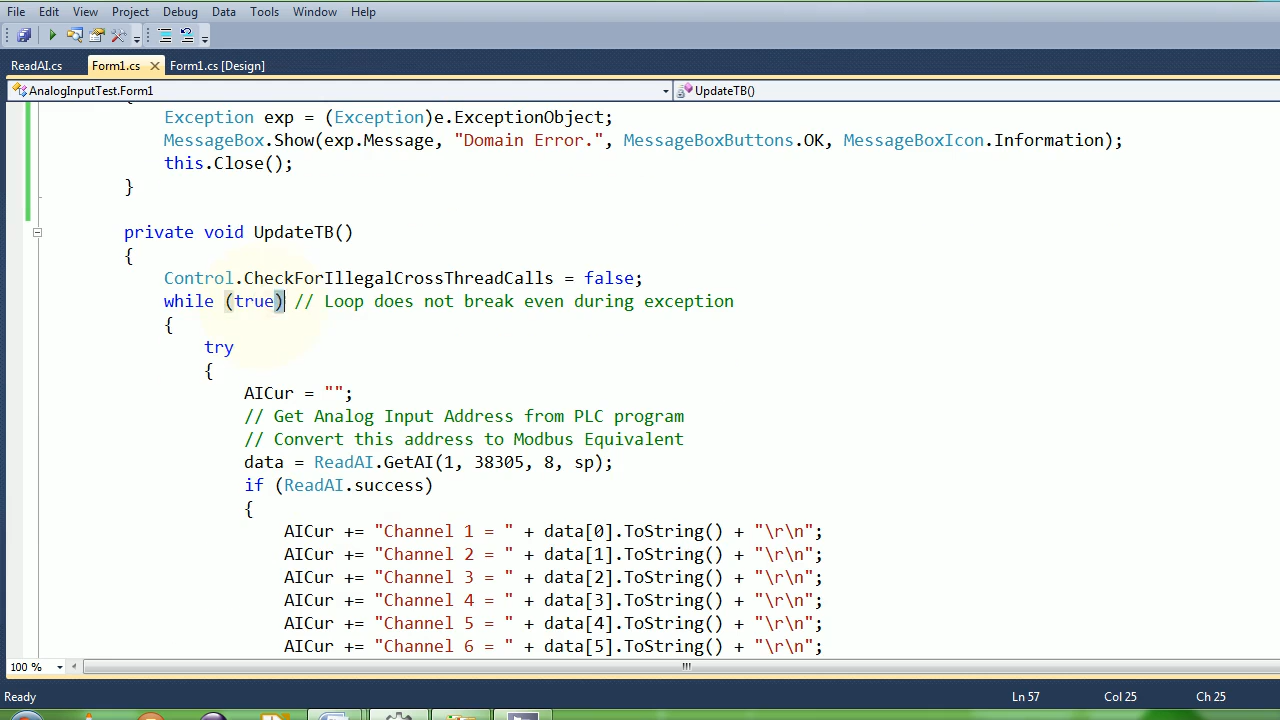 File Edit View Project Debug Data Tools Window Help
ReadAI.cs Form1.cs Form1.cs [Design]
AnalogInputTest.Form1 UpdateTB()
{
Exception exp = (Exception)e.ExceptionObject;
MessageBox.Show(exp.Message, "Domain Error.", MessageBoxButtons.OK, MessageBoxIcon.Information);
this.Close();
}
private void UpdateTB()
{
Control.CheckForIllegalCrossThreadCalls = false;
while (true) // Loop does not break even during exception
{
try
{
AICur = "";
// Get Analog Input Address from PLC program
// Convert this address to Modbus Equivalent
data = ReadAI.GetAI(1, 38305, 8, sp);
if (ReadAI.success)
{
AICur += "Channel 1 = " + data[0].ToString() + "\r\n";
AICur += "Channel 2 = " + data[1].ToString() + "\r\n";
AICur += "Channel 3 = " + data[2].ToString() + "\r\n";
AICur += "Channel 4 = " + data[3].ToString() + "\r\n";
AICur += "Channel 5 = " + data[4].ToString() + "\r\n";
AICur += "Channel 6 = " + data[5].ToString() + "\r\n";
100 %
Ready Ln 57 Col 25 Ch 25